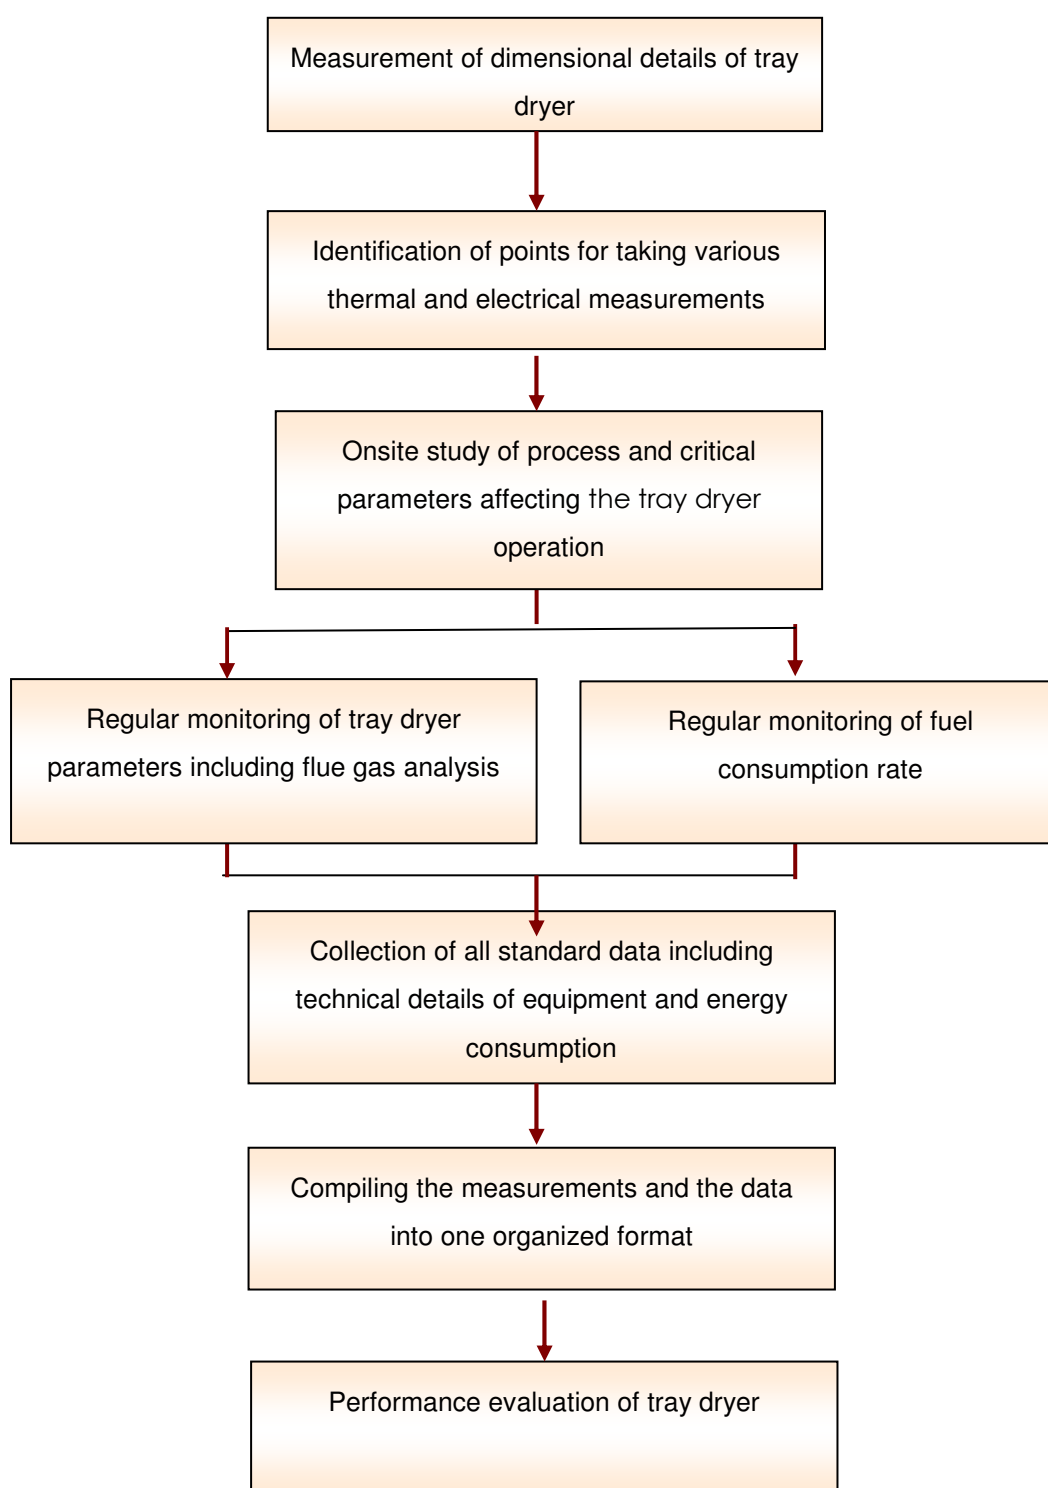 Measurement of dimensional details of tray
dryer
Identification of points for taking various
thermal and electrical measurements
Onsite study of process and critical
parameters affecting the tray dryer
operation
Regular monitoring of tray dryer
parameters including flue gas analysis
Regular monitoring of fuel
consumption rate
Collection of all standard data including
technical details of equipment and energy
consumption
Compiling the measurements and the data
into one organized format
Performance evaluation of tray dryer